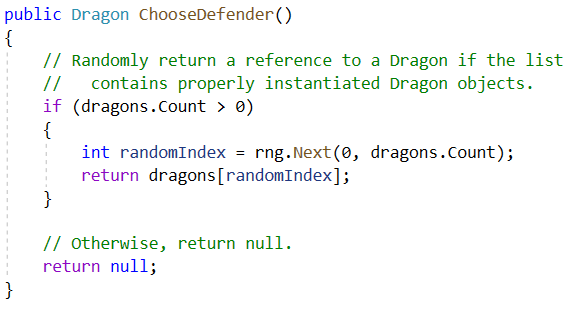 public Dragon ChooseDefender()
{
    // Randomly return a reference to a Dragon if the list
    //   contains properly instantiated Dragon objects.
    if (dragons.Count > 0)
    {
        int randomIndex = rng.Next(0, dragons.Count);
        return dragons[randomIndex];
    }

    // Otherwise, return null.
    return null;
}